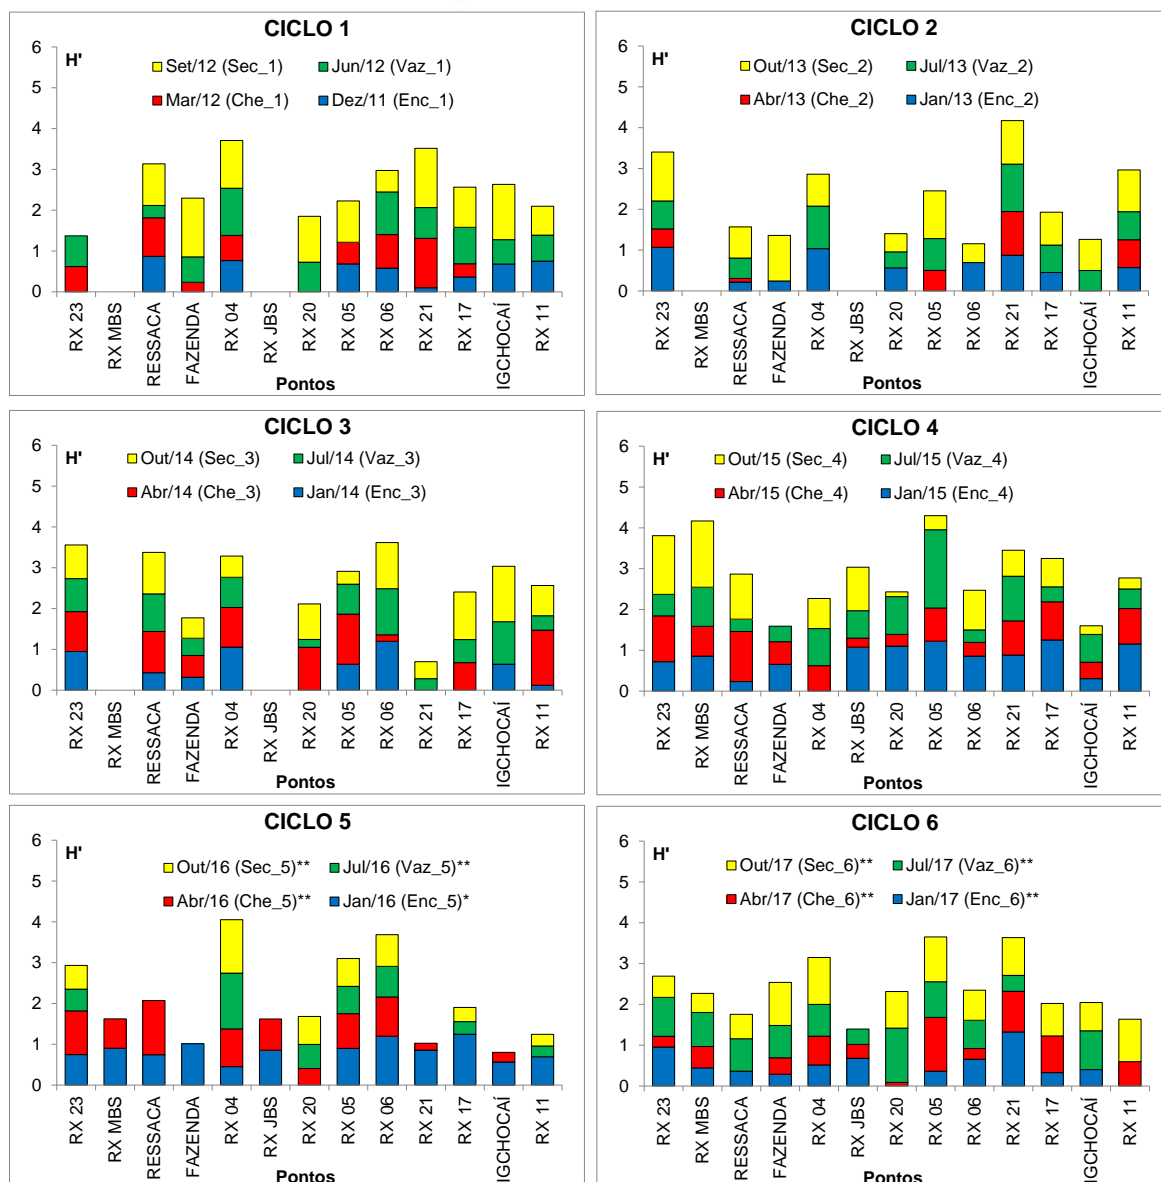 CICLO 1
H'
Set/12 (Sec_1) Jun/12 (Vaz_1)
Mar/12 (Che_1) Dez/11 (Enc_1)
6
5
4
3
2
1
0
RX 23
RX MBS
RESSACA
FAZENDA
RX 04
RX JBS
RX 20
RX 05
RX 06
RX 21
RX 17
IGCHOCAÍ
RX 11
Pontos
CICLO 2
H'
Out/13 (Sec_2) Jul/13 (Vaz_2)
Abr/13 (Che_2) Jan/13 (Enc_2)
6
5
4
3
2
1
0
RX 23
RX MBS
RESSACA
FAZENDA
RX 04
RX JBS
RX 20
RX 05
RX 06
RX 21
RX 17
IGCHOCAÍ
RX 11
Pontos
CICLO 3
H'
Out/14 (Sec_3) Jul/14 (Vaz_3)
Abr/14 (Che_3) Jan/14 (Enc_3)
6
5
4
3
2
1
0
RX 23
RX MBS
RESSACA
FAZENDA
RX 04
RX JBS
RX 20
RX 05
RX 06
RX 21
RX 17
IGCHOCAÍ
RX 11
Pontos
CICLO 4
H'
Out/15 (Sec_4) Jul/15 (Vaz_4)
Abr/15 (Che_4) Jan/15 (Enc_4)
6
5
4
3
2
1
0
RX 23
RX MBS
RESSACA
FAZENDA
RX 04
RX JBS
RX 20
RX 05
RX 06
RX 21
RX 17
IGCHOCAÍ
RX 11
Pontos
CICLO 5
H'
Out/16 (Sec_5)** Jul/16 (Vaz_5)**
Abr/16 (Che_5)** Jan/16 (Enc_5)*
6
5
4
3
2
1
0
RX 23
RX MBS
RESSACA
FAZENDA
RX 04
RX JBS
RX 20
RX 05
RX 06
RX 21
RX 17
IGCHOCAÍ
RX 11
Pontos
CICLO 6
H'
Out/17 (Sec_6)** Jul/17 (Vaz_6)**
Abr/17 (Che_6)** Jan/17 (Enc_6)**
6
5
4
3
2
1
0
RX 23
RX MBS
RESSACA
FAZENDA
RX 04
RX JBS
RX 20
RX 05
RX 06
RX 21
RX 17
IGCHOCAÍ
RX 11
Pontos